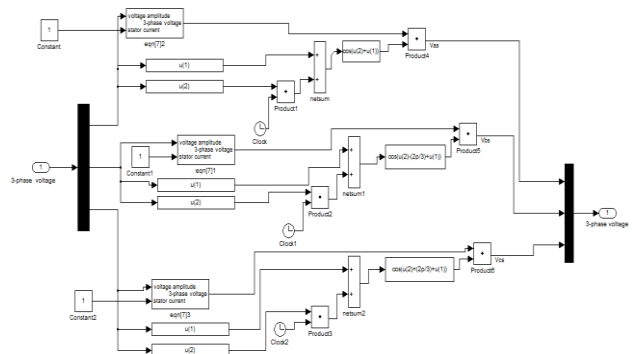 voltage amplitude
3-phase voltage
stator current
eqn[7]2
1
Constant
u(1)
u(2)
Product1
Clock
+
+
netsum
cos(u(2)+u(1))
Product4
Vas
1
3-phase voltage
1
Constant1
voltage amplitude
3-phase voltage
stator current
eqn[7]1
u(1)
u(2)
Product2
Clock1
+
+
netsum1
cos(u(2)-(2p/3)+u(1))
Product5
Vbs
1
3-phase voltage
1
Constant2
voltage amplitude
3-phase voltage
stator current
eqn[7]3
u(1)
u(2)
Product3
Clock2
+
+
netsum2
cos(u(2)+(2p/3)+u(1))
Product6
Vcs